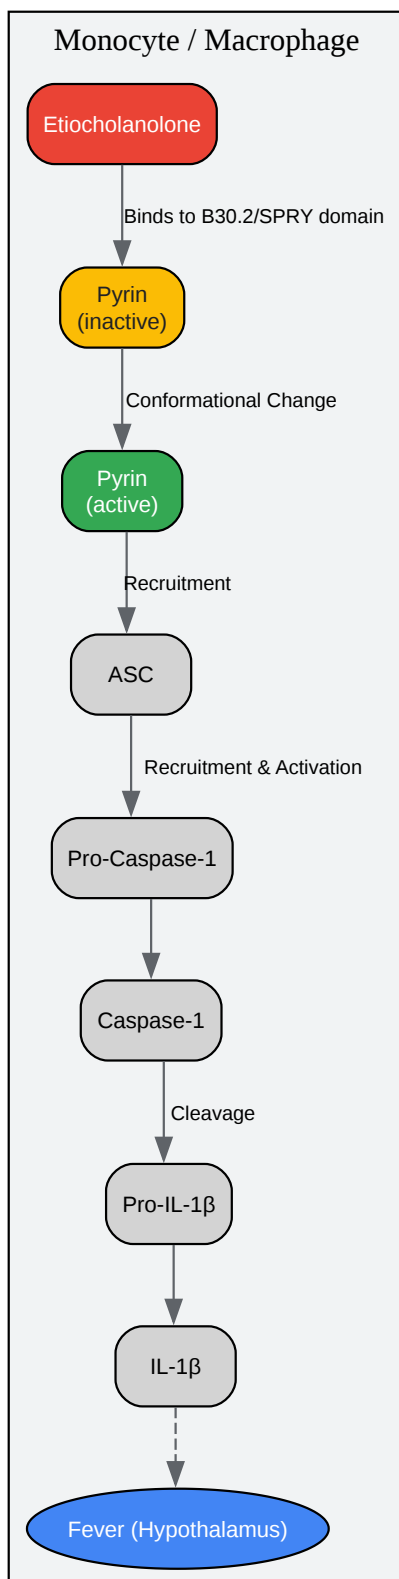 Monocyte / Macrophage
Etiocholanolone
Binds to B30.2/SPRY domain
Pyrin
(inactive)
Conformational Change
Pyrin
(active)
Recruitment
ASC
Recruitment & Activation
Pro-Caspase-1
Caspase-1
Cleavage
Pro-IL-1β
IL-1β
Fever (Hypothalamus)